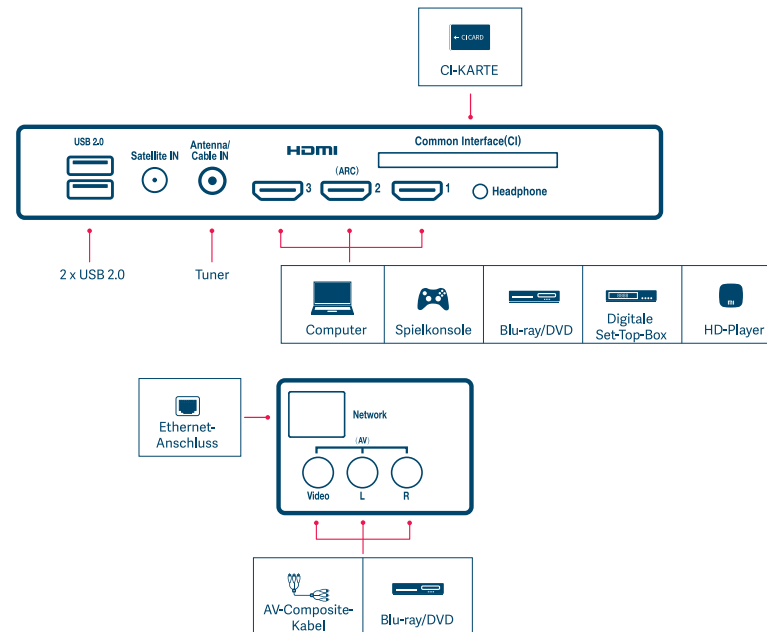 ← CI CARD
CI-KARTE
USB 2.0
Satellite IN
Antenna/
Cable IN
HDMI
Common Interface(CI)
(ARC)
3
2
1
Headphone
2 x USB 2.0
Tuner
Computer
Spielkonsole
Blu-ray/DVD
Digitale
Set-Top-Box
mi
HD-Player
Ethernet-
Anschluss
Network
(AV)
Video
L
R
AV-Composite-
Kabel
Blu-ray/DVD